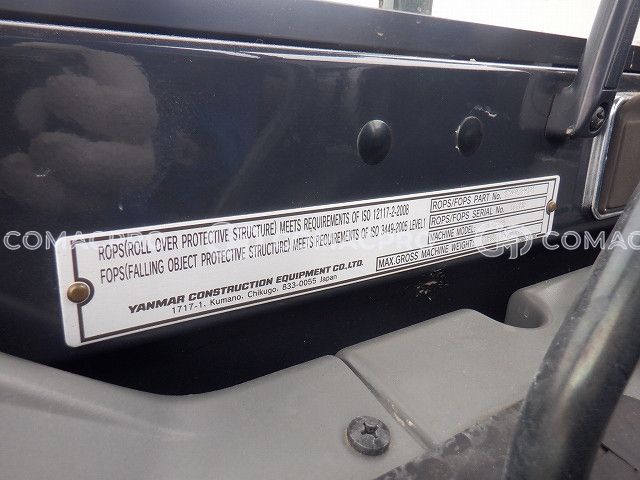 ROPS(ROLL OVER PROTECTIVE STRUCTURE) MEETS REQUIREMENTS OF ISO 12117-2-2008
FOPS(FALLING OBJECT PROTECTIVE STRUCTURE) MEETS REQUIREMENTS OF ISO 3449-2005 LEVEL1
YANMAR CONSTRUCTION EQUIPMENT CO.,LTD.
1717-1, Kumano, Chikugo, 833-0055 Japan
ROPS/FOPS PART No.
ROPS/FOPS SERIAL No.
MACHINE MODEL
MAX.GROSS MACHINE WEIGHT